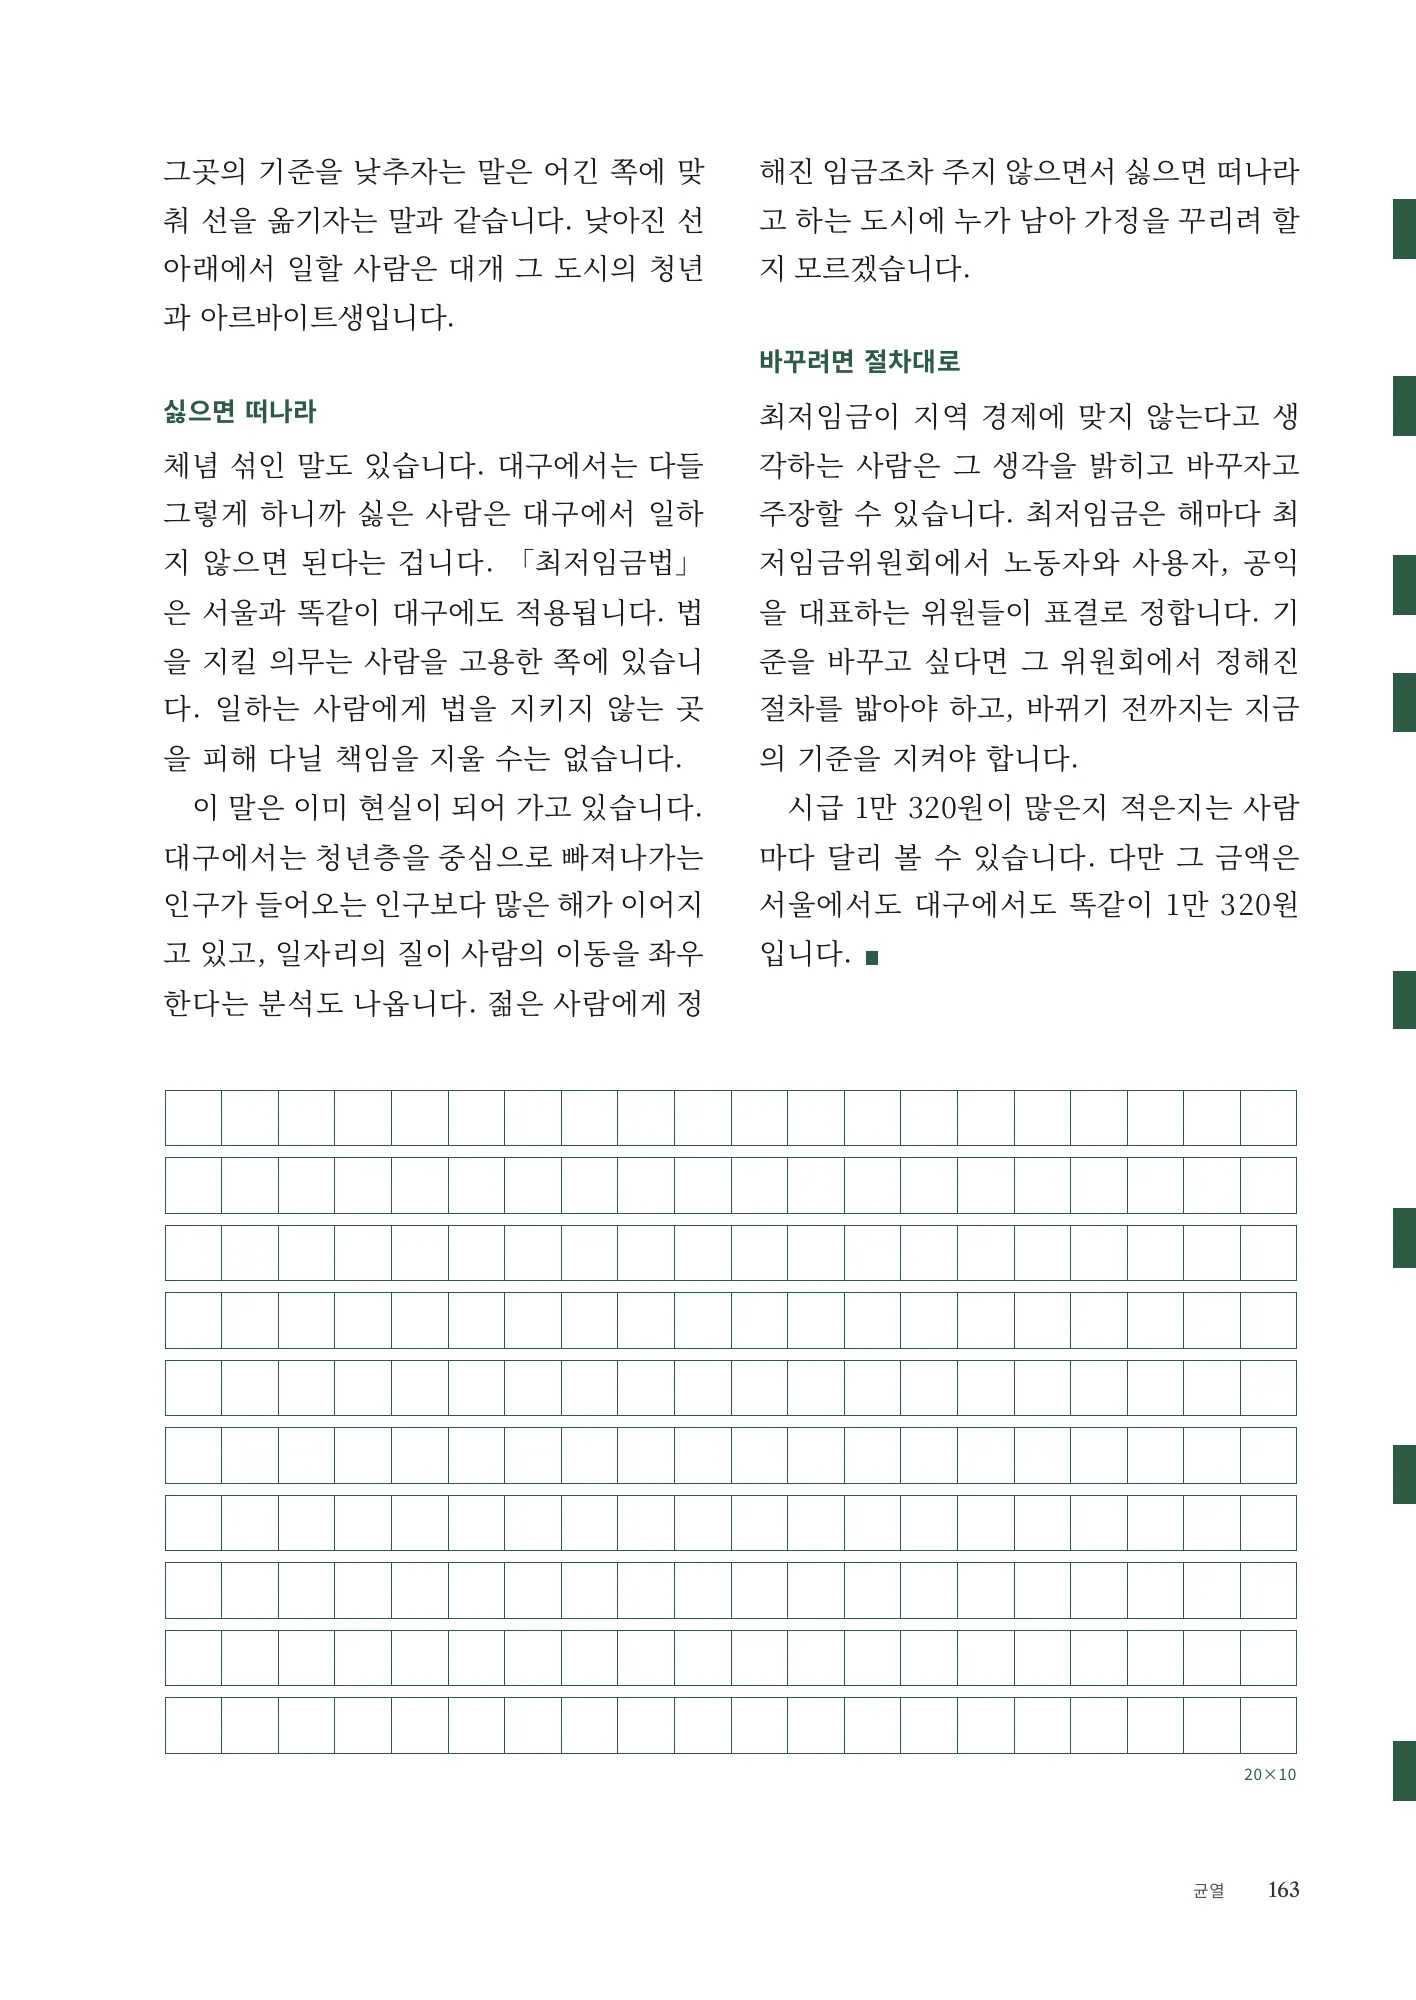 그곳의 기준을 낮추자는 말은 어긴 쪽에 맞
춰 선을 옮기자는 말과 같습니다. 낮아진 선
아래에서 일할 사람은 대개 그 도시의 청년
과 아르바이트생입니다.
싫으면 떠나라
체념 섞인 말도 있습니다. 대구에서는 다들
그렇게 하니까 싫은 사람은 대구에서 일하
지 않으면 된다는 겁니다. 「최저임금법」
은 서울과 똑같이 대구에도 적용됩니다. 법
을 지킬 의무는 사람을 고용한 쪽에 있습니
다. 일하는 사람에게 법을 지키지 않는 곳
을 피해 다닐 책임을 지울 수는 없습니다.
이 말은 이미 현실이 되어 가고 있습니다.
대구에서는 청년층을 중심으로 빠져나가는
인구가 들어오는 인구보다 많은 해가 이어지
고 있고, 일자리의 질이 사람의 이동을 좌우
한다는 분석도 나옵니다. 젊은 사람에게 정
해진 임금조차 주지 않으면서 싫으면 떠나라
고 하는 도시에 누가 남아 가정을 꾸리려 할
지 모르겠습니다.
바꾸려면 절차대로
최저임금이 지역 경제에 맞지 않는다고 생
각하는 사람은 그 생각을 밝히고 바꾸자고
주장할 수 있습니다. 최저임금은 해마다 최
저임금위원회에서 노동자와 사용자, 공익
을 대표하는 위원들이 표결로 정합니다. 기
준을 바꾸고 싶다면 그 위원회에서 정해진
절차를 밟아야 하고, 바뀌기 전까지는 지금
의 기준을 지켜야 합니다.
시급 1만 320원이 많은지 적은지는 사람
마다 달리 볼 수 있습니다. 다만 그 금액은
서울에서도 대구에서도 똑같이 1만 320원
입니다.
20×10
균열 163